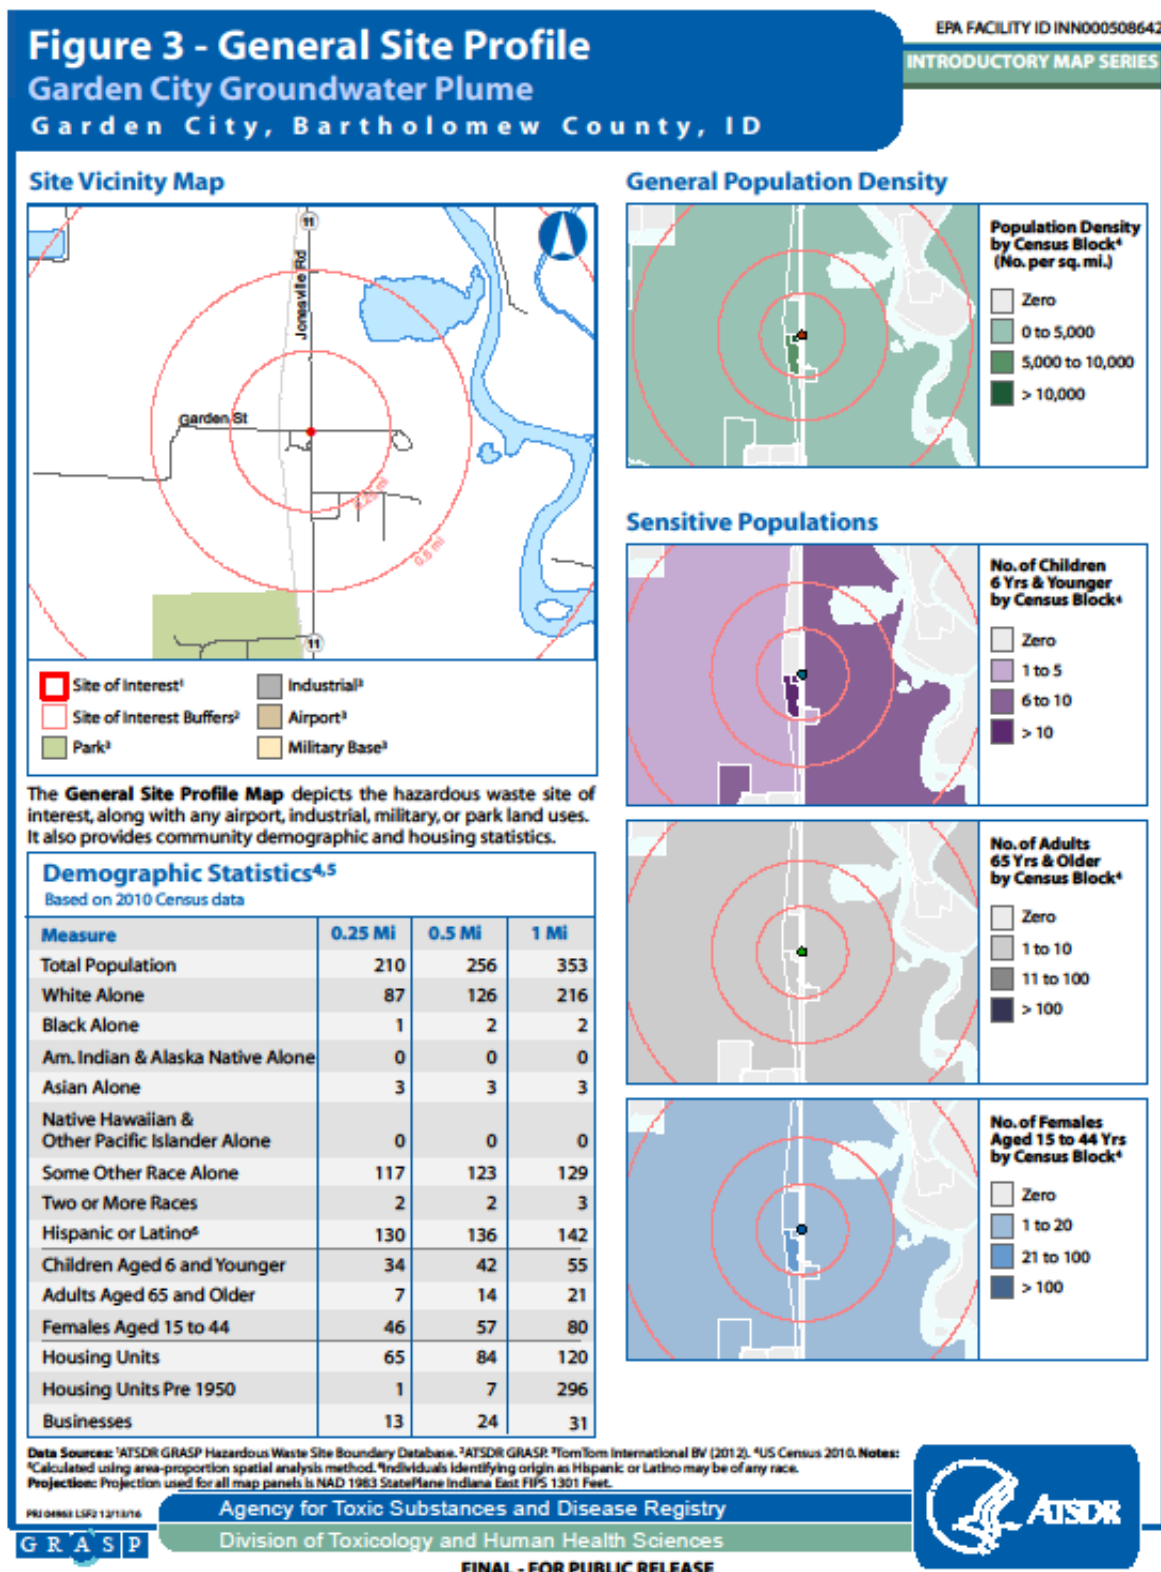 EPA FACILITY ID INN000508642
INTRODUCTORY MAP SERIES
Figure 3 - General Site Profile
Garden City Groundwater Plume
Garden City, Bartholomew County, ID
Site Vicinity Map
11
Jonesville Rd
Garden St
0.25 mi
0.5 mi
11
Site of Interest¹
Site of Interest Buffers²
Park³
Industrial³
Airport³
Military Base³
The General Site Profile Map depicts the hazardous waste site of
interest, along with any airport, industrial, military, or park land uses.
It also provides community demographic and housing statistics.
Demographic Statistics⁴,⁵
Based on 2010 Census data
Measure 0.25 Mi 0.5 Mi 1 Mi
Total Population 210 256 353
White Alone 87 126 216
Black Alone 1 2 2
Am. Indian & Alaska Native Alone 0 0 0
Asian Alone 3 3 3
Native Hawaiian &
Other Pacific Islander Alone 0 0 0
Some Other Race Alone 117 123 129
Two or More Races 2 2 3
Hispanic or Latino⁶ 130 136 142
Children Aged 6 and Younger 34 42 55
Adults Aged 65 and Older 7 14 21
Females Aged 15 to 44 46 57 80
Housing Units 65 84 120
Housing Units Pre 1950 1 7 296
Businesses 13 24 31
General Population Density
Population Density
by Census Block⁴
(No. per sq. mi.)
Zero
0 to 5,000
5,000 to 10,000
> 10,000
Sensitive Populations
No. of Children
6 Yrs & Younger
by Census Block⁴
Zero
1 to 5
6 to 10
> 10
No. of Adults
65 Yrs & Older
by Census Block⁴
Zero
1 to 10
11 to 100
> 100
No. of Females
Aged 15 to 44 Yrs
by Census Block⁴
Zero
1 to 20
21 to 100
> 100
Data Sources: ¹ATSDR GRASP Hazardous Waste Site Boundary Database. ²ATSDR GRASP. ³TomTom International BV (2012). ⁴US Census 2010. Notes:
⁵Calculated using area-proportion spatial analysis method. ⁶Individuals identifying origin as Hispanic or Latino may be of any race.
Projection: Projection used for all map panels is NAD 1983 StatePlane Indiana East FIPS 1301 Feet.
PRJ 04963 LSF2 12/13/16
Agency for Toxic Substances and Disease Registry
GRASP
Division of Toxicology and Human Health Sciences
ATSDR
FINAL - FOR PUBLIC RELEASE